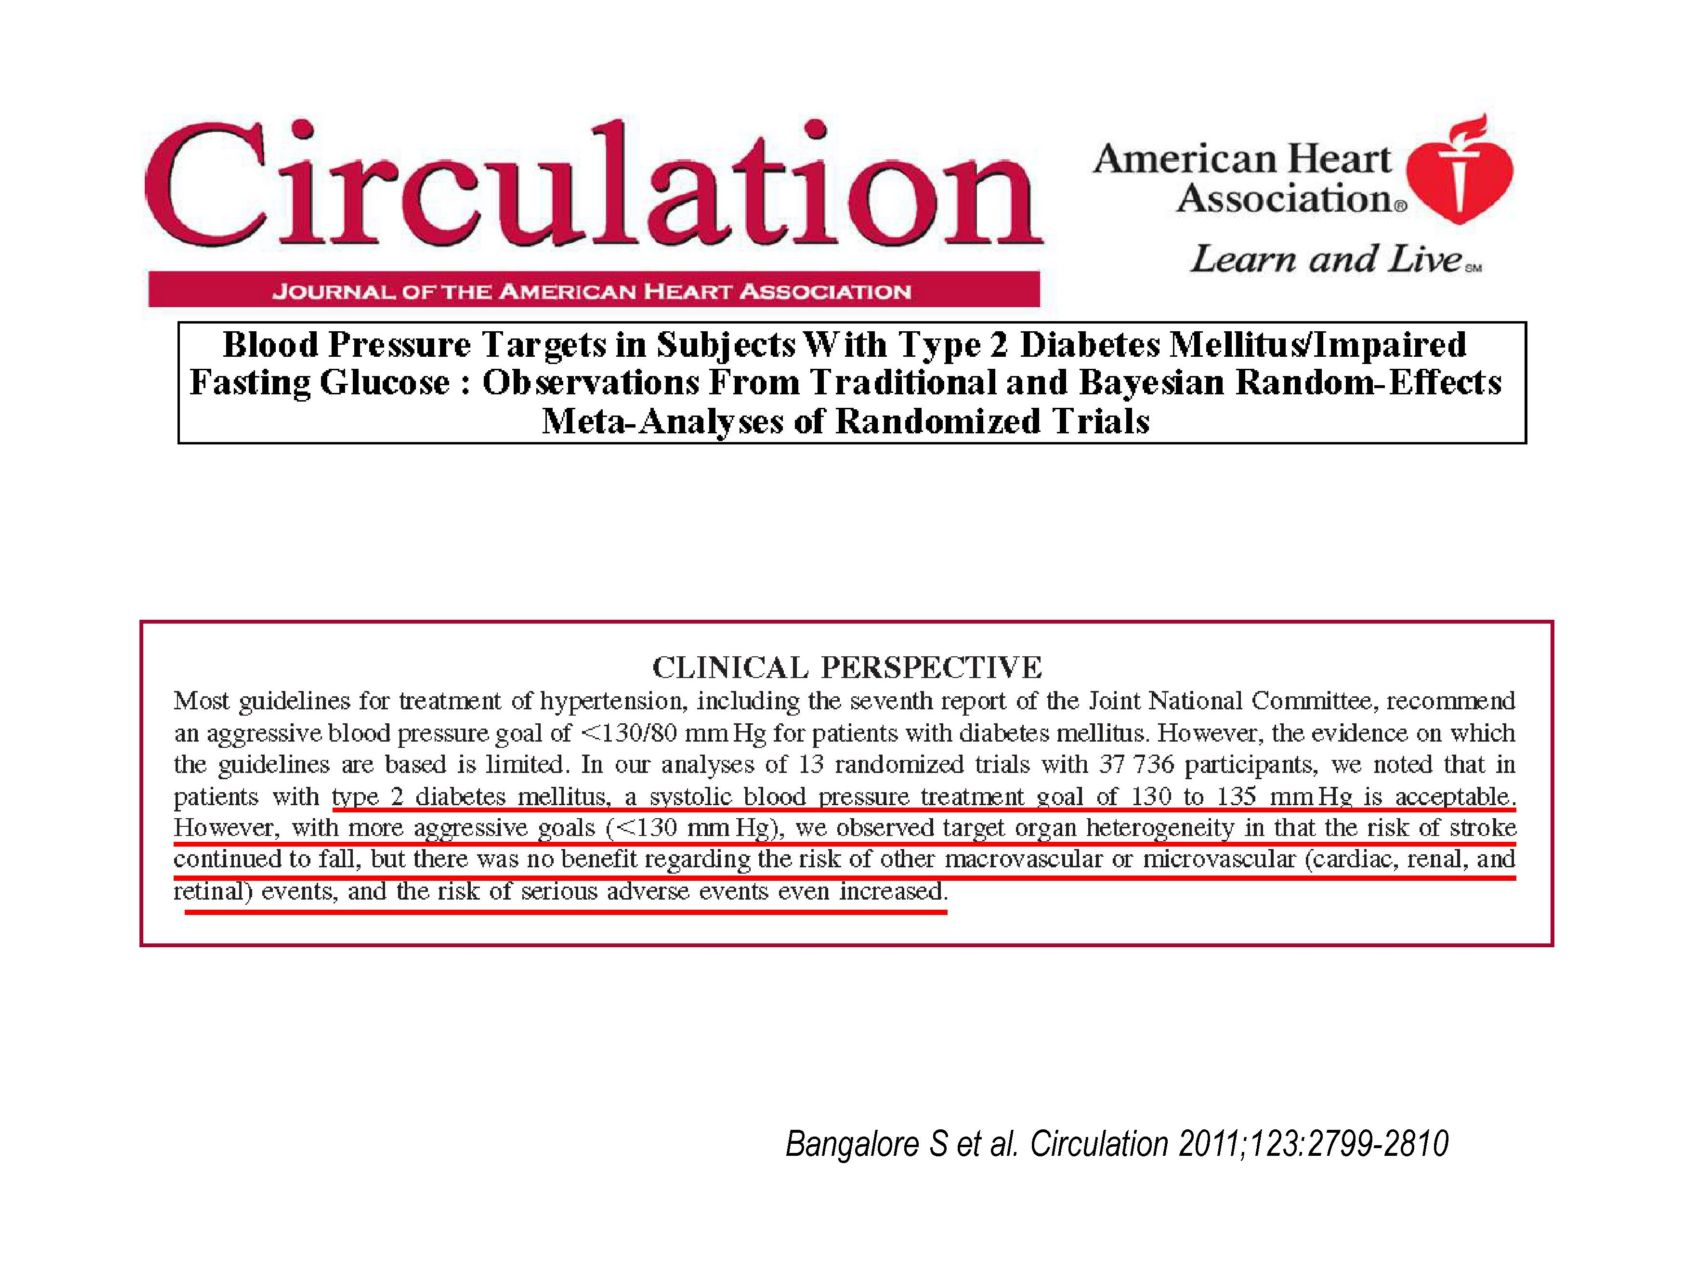 Circulation
JOURNAL OF THE AMERICAN HEART ASSOCIATION
American Heart
Association®
Learn and Live SM
Blood Pressure Targets in Subjects With Type 2 Diabetes Mellitus/Impaired
Fasting Glucose : Observations From Traditional and Bayesian Random-Effects
Meta-Analyses of Randomized Trials
CLINICAL PERSPECTIVE
Most guidelines for treatment of hypertension, including the seventh report of the Joint National Committee, recommend
an aggressive blood pressure goal of <130/80 mm Hg for patients with diabetes mellitus. However, the evidence on which
the guidelines are based is limited. In our analyses of 13 randomized trials with 37 736 participants, we noted that in
patients with type 2 diabetes mellitus, a systolic blood pressure treatment goal of 130 to 135 mm Hg is acceptable.
However, with more aggressive goals (<130 mm Hg), we observed target organ heterogeneity in that the risk of stroke
continued to fall, but there was no benefit regarding the risk of other macrovascular or microvascular (cardiac, renal, and
retinal) events, and the risk of serious adverse events even increased.
Bangalore S et al. Circulation 2011;123:2799-2810